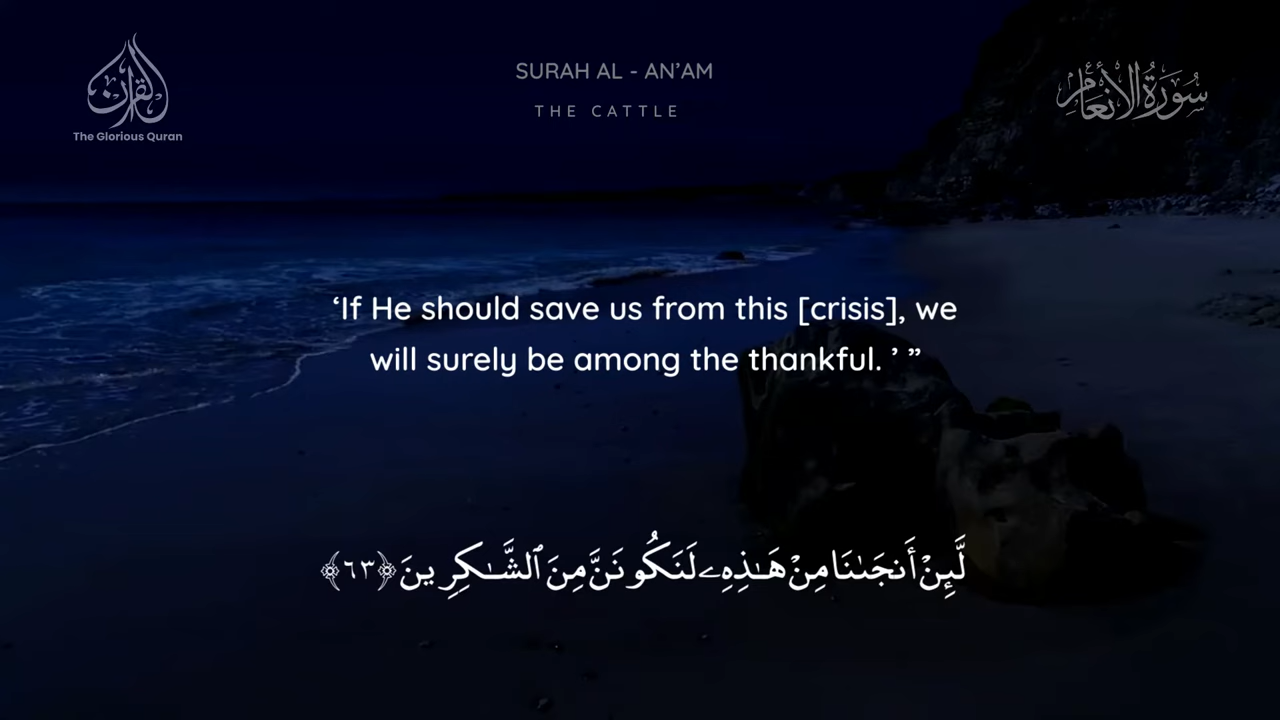 القرآن
The Glorious Quran
SURAH AL - AN’AM
THE CATTLE
سُورَةُ الأَنْعَام
‘If He should save us from this [crisis], we
will surely be among the thankful. ’ ”
لَّئِنْ أَنجَىٰنَا مِنْ هَـٰذِهِۦ لَنَكُونَنَّ مِنَ ٱلشَّـٰكِرِينَ ﴿٦٣﴾